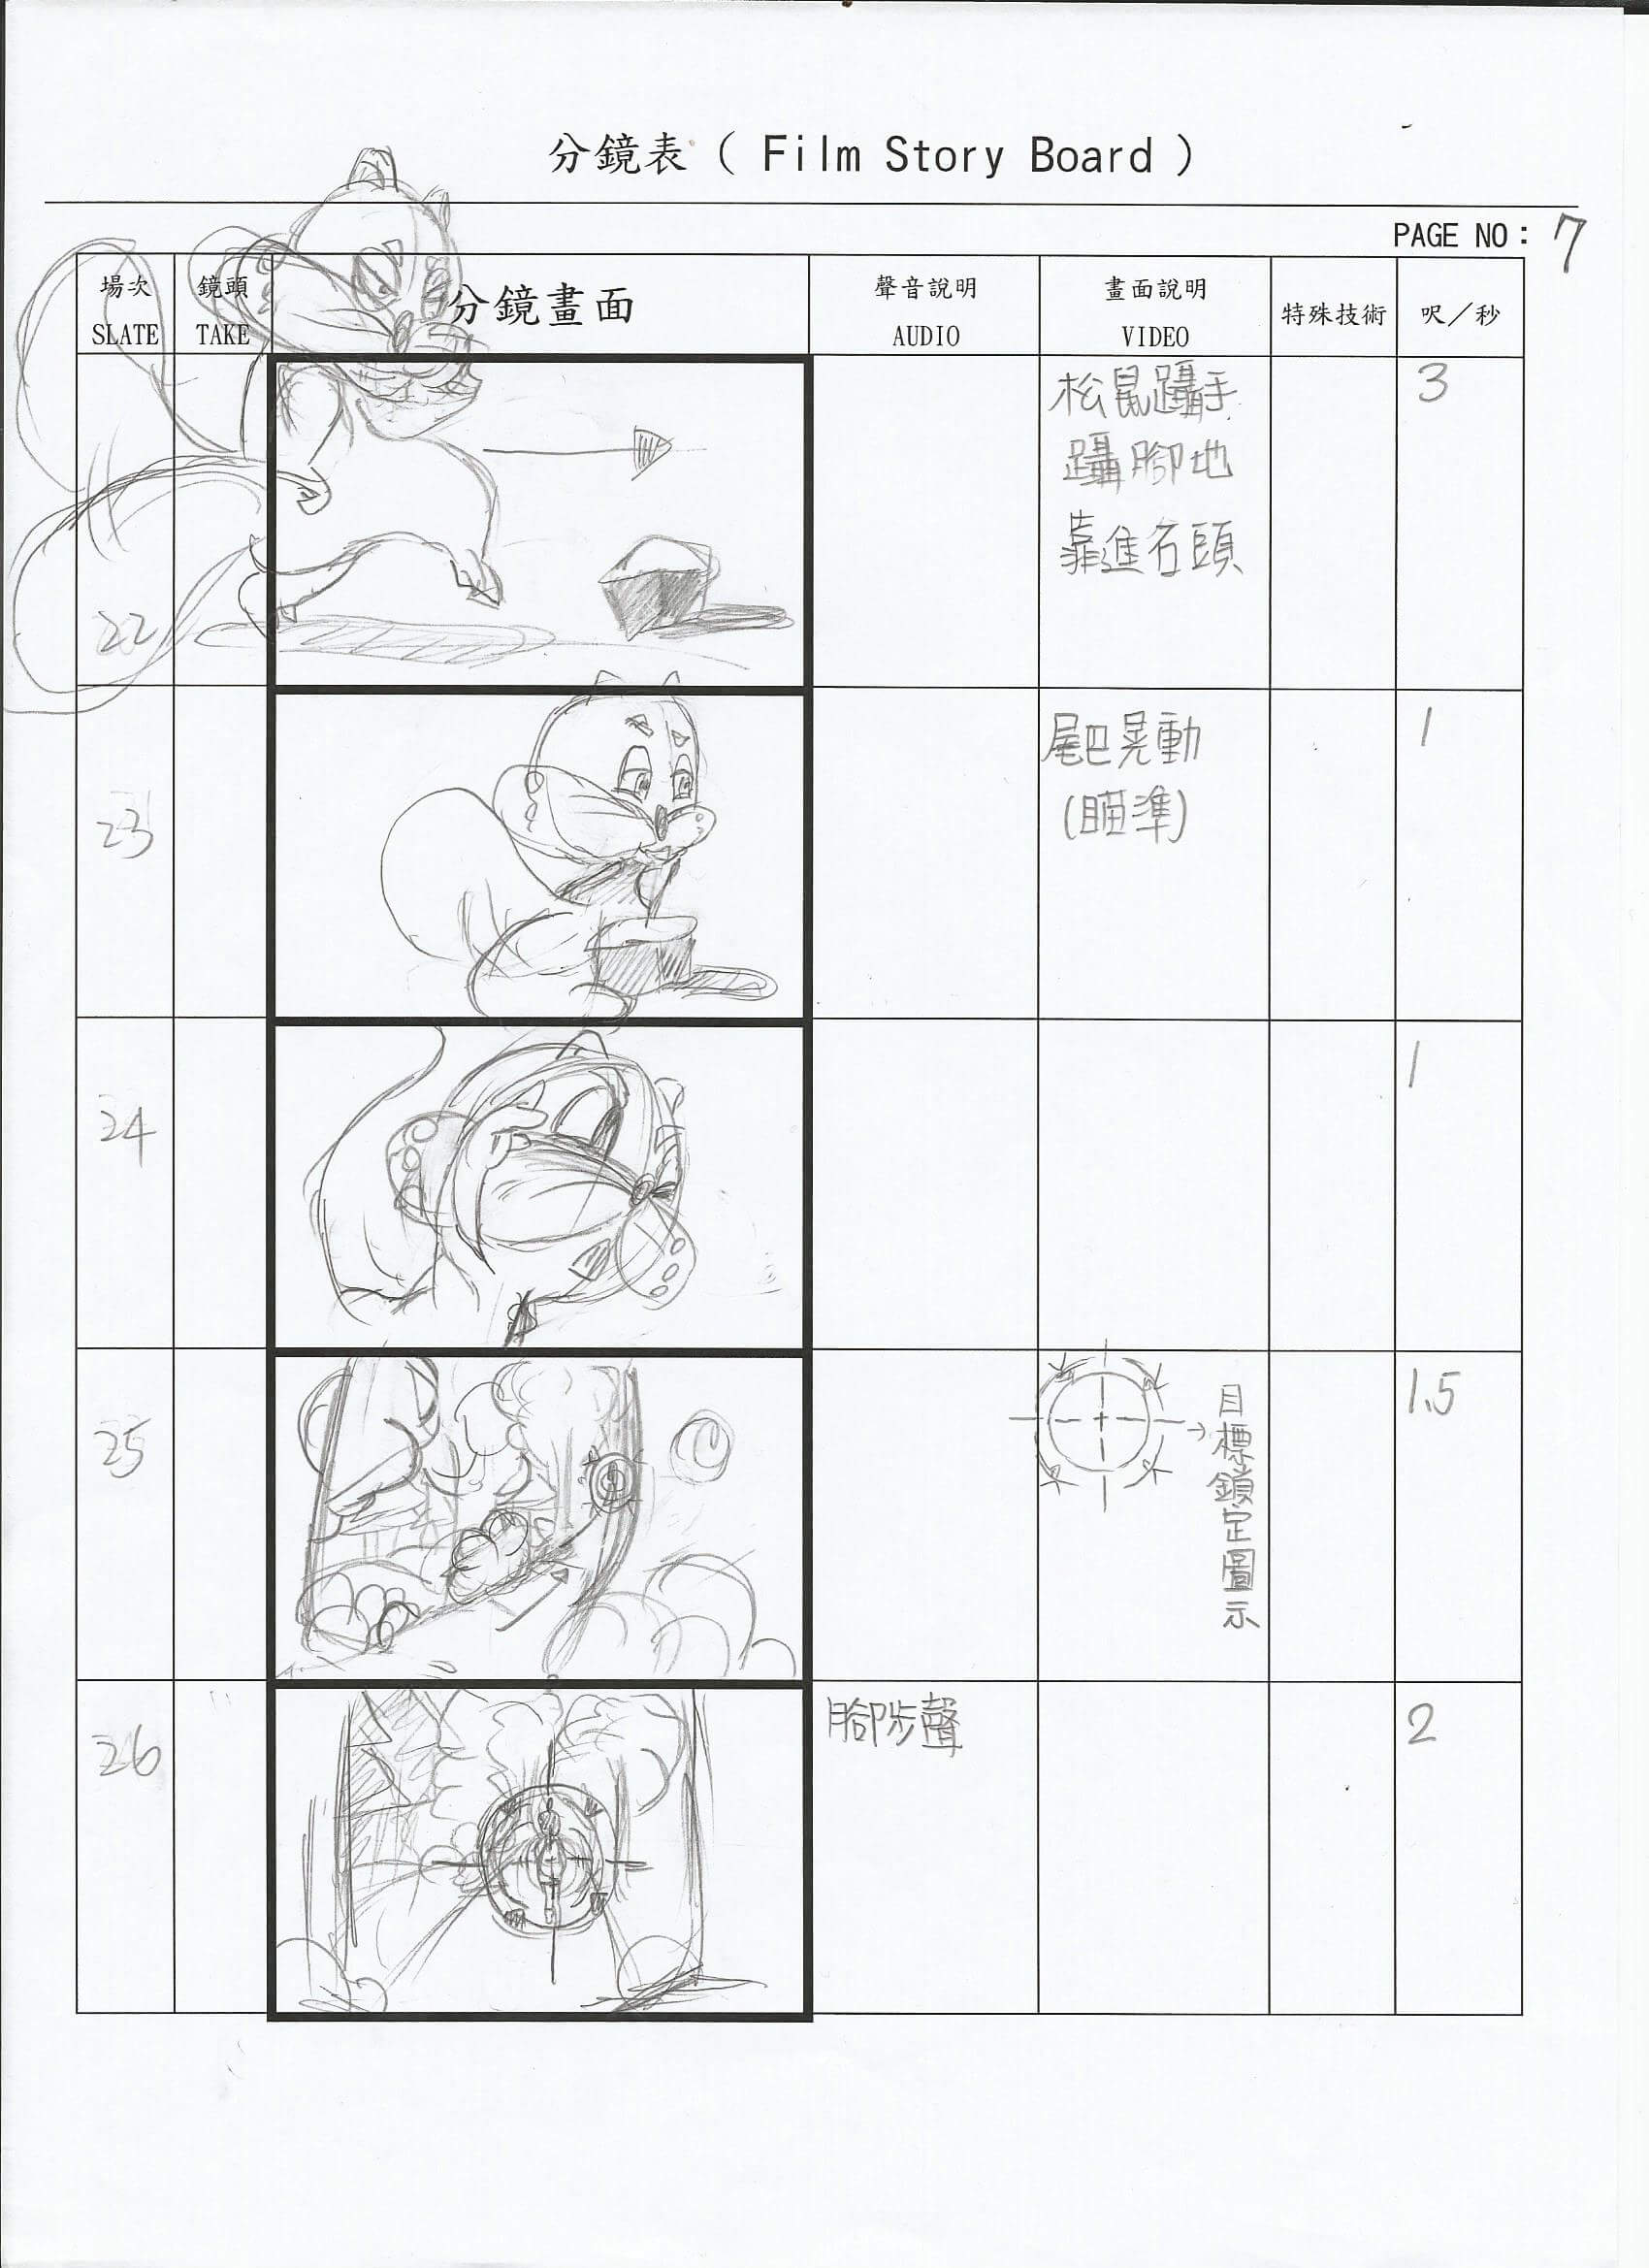 分鏡表 ( Film Story Board )
PAGE NO: 7
場次 鏡頭 分鏡畫面 聲音說明 畫面說明 特殊技術 呎／秒
SLATE TAKE AUDIO VIDEO
松鼠躡手 3
躡腳地
靠進石頭
22
尾巴晃動 1
(瞄準)
23
1
24
1.5
目標鎖定圖示
25
腳步聲 2
26